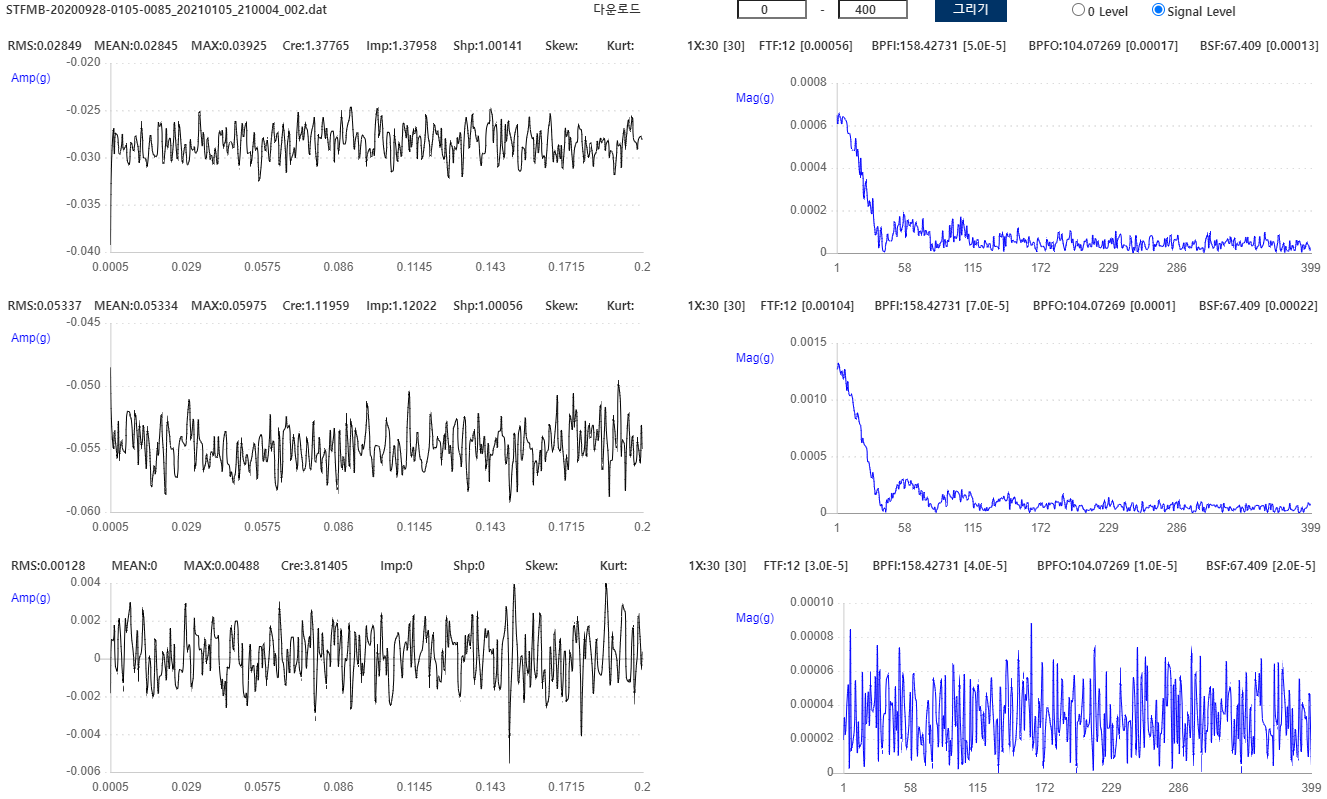 STFMB-20200928-0105-0085_20210105_210004_002.dat 다운로드 0 - 400 그리기 0 Level Signal Level
RMS:0.02849 MEAN:0.02845 MAX:0.03925 Cre:1.37765 Imp:1.37958 Shp:1.00141 Skew: Kurt:
Amp(g)
-0.020
-0.025
-0.030
-0.035
-0.040
0.0005 0.029 0.0575 0.086 0.1145 0.143 0.1715 0.2
1X:30 [30] FTF:12 [0.00056] BPFI:158.42731 [5.0E-5] BPFO:104.07269 [0.00017] BSF:67.409 [0.00013]
Mag(g)
0.0008
0.0006
0.0004
0.0002
0
1 58 115 172 229 286 399
RMS:0.05337 MEAN:0.05334 MAX:0.05975 Cre:1.11959 Imp:1.12022 Shp:1.00056 Skew: Kurt:
Amp(g)
-0.045
-0.050
-0.055
-0.060
0.0005 0.029 0.0575 0.086 0.1145 0.143 0.1715 0.2
1X:30 [30] FTF:12 [0.00104] BPFI:158.42731 [7.0E-5] BPFO:104.07269 [0.0001] BSF:67.409 [0.00022]
Mag(g)
0.0015
0.0010
0.0005
0
1 58 115 172 229 286 399
RMS:0.00128 MEAN:0 MAX:0.00488 Cre:3.81405 Imp:0 Shp:0 Skew: Kurt:
Amp(g)
0.004
0.002
0
-0.002
-0.004
-0.006
0.0005 0.029 0.0575 0.086 0.1145 0.143 0.1715 0.2
1X:30 [30] FTF:12 [3.0E-5] BPFI:158.42731 [4.0E-5] BPFO:104.07269 [1.0E-5] BSF:67.409 [2.0E-5]
Mag(g)
0.00010
0.00008
0.00006
0.00004
0.00002
0
1 58 115 172 229 286 399